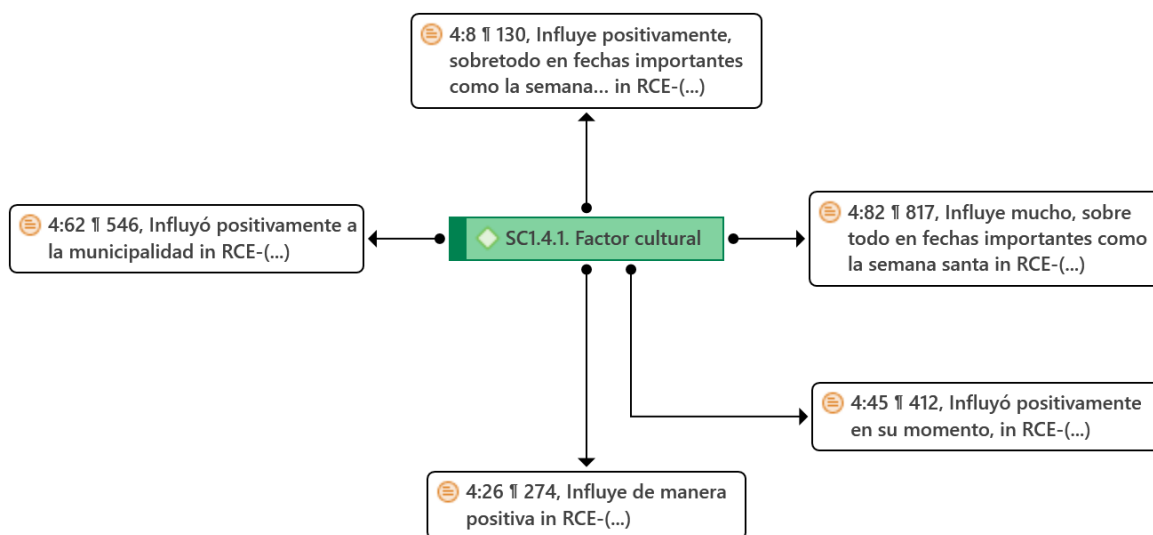 4:8 ¶ 130, Influye positivamente,
sobretodo en fechas importantes
como la semana... in RCE-(...)
4:62 ¶ 546, Influyó positivamente a
la municipalidad in RCE-(...)
SC1.4.1. Factor cultural
4:82 ¶ 817, Influye mucho, sobre
todo en fechas importantes como
la semana santa in RCE-(...)
4:45 ¶ 412, Influyó positivamente
en su momento, in RCE-(...)
4:26 ¶ 274, Influye de manera
positiva in RCE-(...)